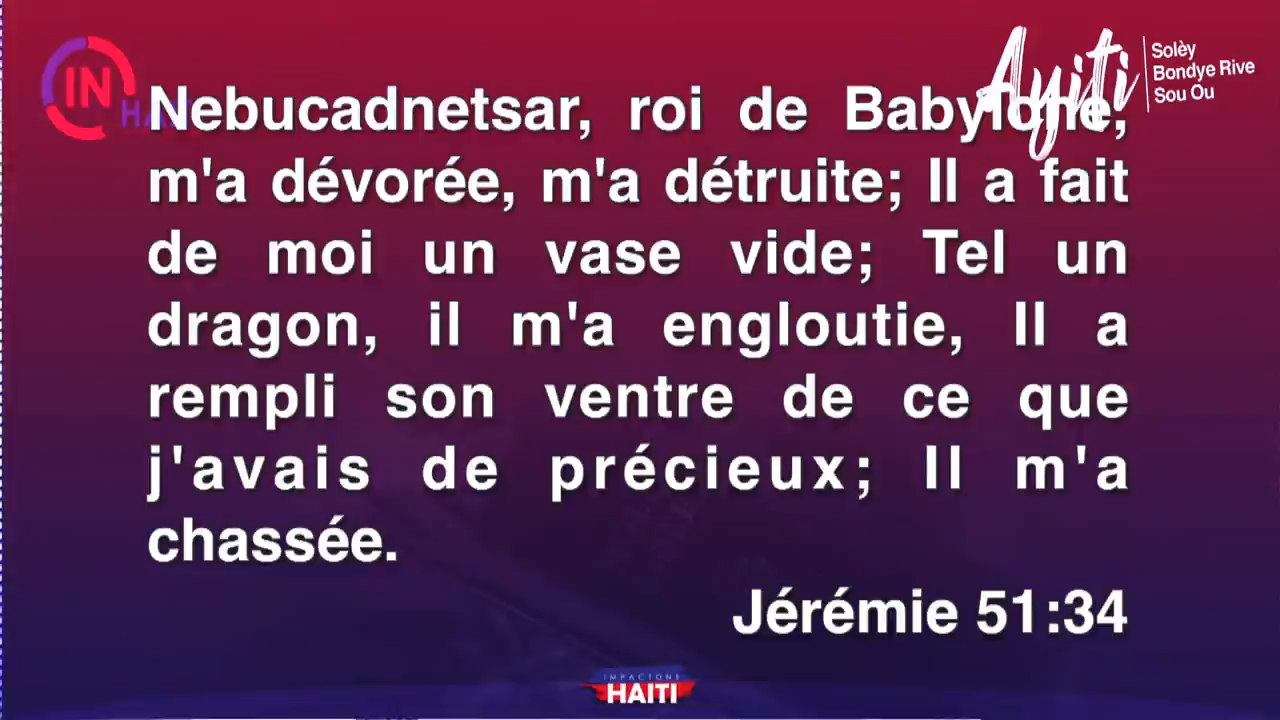 IN
Ayiti
Solèy
Bondye Rive
Sou Ou
Nebucadnetsar, roi de Babylone,
m'a dévorée, m'a détruite; Il a fait
de moi un vase vide; Tel un
dragon, il m'a engloutie, Il a
rempli son ventre de ce que
j'avais de précieux; Il m'a
chassée.
Jérémie 51:34
IMPACTONS
HAITI